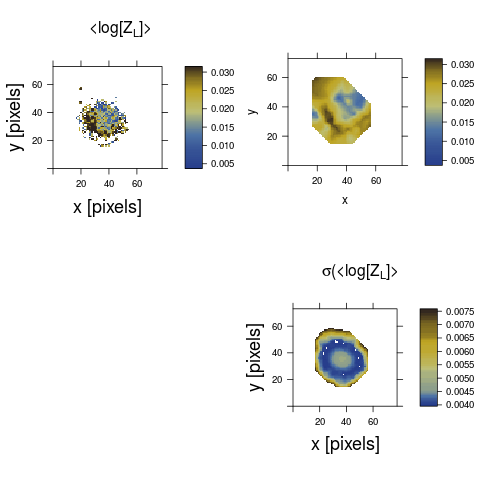 <log[Z_L]>
y [pixels]
60
40
20
20 40 60
x [pixels]
0.030
0.025
0.020
0.015
0.010
0.005
y
60
40
20
20 40 60
x
0.030
0.025
0.020
0.015
0.010
0.005
σ(<log[Z_L]>
y [pixels]
60
40
20
20 40 60
x [pixels]
0.0075
0.0070
0.0065
0.0060
0.0055
0.0050
0.0045
0.0040